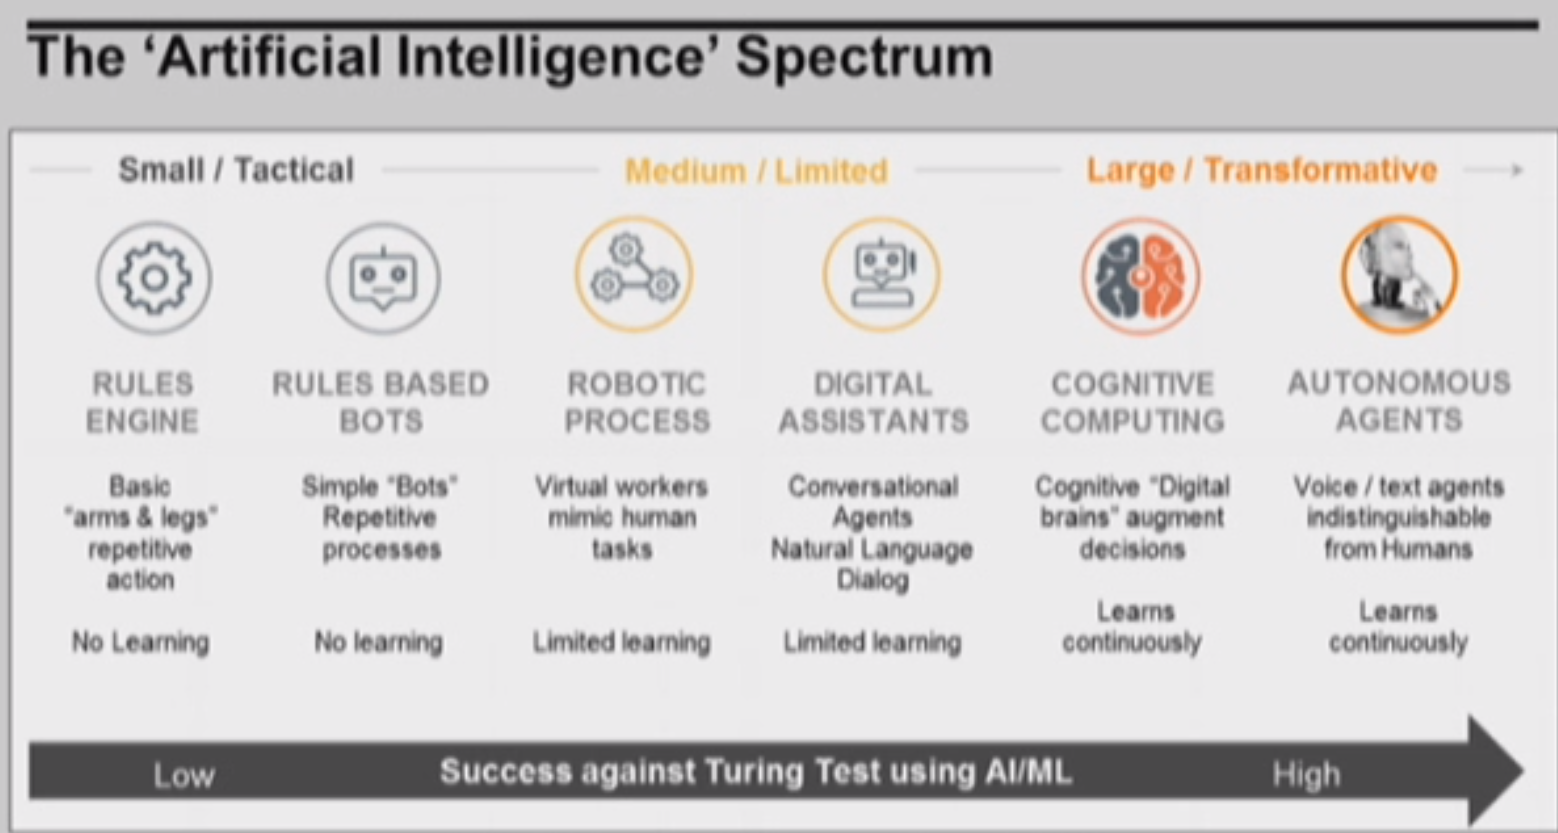 The ‘Artificial Intelligence’ Spectrum
Small / Tactical
Medium / Limited
Large / Transformative
RULES
ENGINE
Basic
"arms & legs"
repetitive
action
No Learning
RULES BASED
BOTS
Simple "Bots"
Repetitive
processes
No learning
ROBOTIC
PROCESS
Virtual workers
mimic human
tasks
Limited learning
DIGITAL
ASSISTANTS
Conversational
Agents
Natural Language
Dialog
Limited learning
COGNITIVE
COMPUTING
Cognitive "Digital
brains" augment
decisions
Learns
continuously
AUTONOMOUS
AGENTS
Voice / text agents
indistinguishable
from Humans
Learns
continuously
Low
Success against Turing Test using AI/ML
High